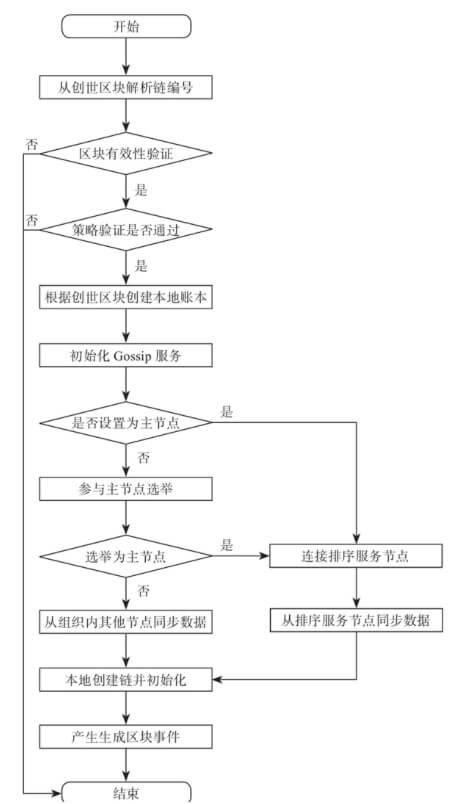 开始
从创世区块解析链编号
否
区块有效性验证
是
否
策略验证是否通过
是
根据创世区块创建本地账本
初始化 Gossip 服务
是否设置为主节点
是
否
参与主节点选举
选举为主节点
是
连接排序服务节点
否
从组织内其他节点同步数据
从排序服务节点同步数据
本地创建链并初始化
产生生成区块事件
结束